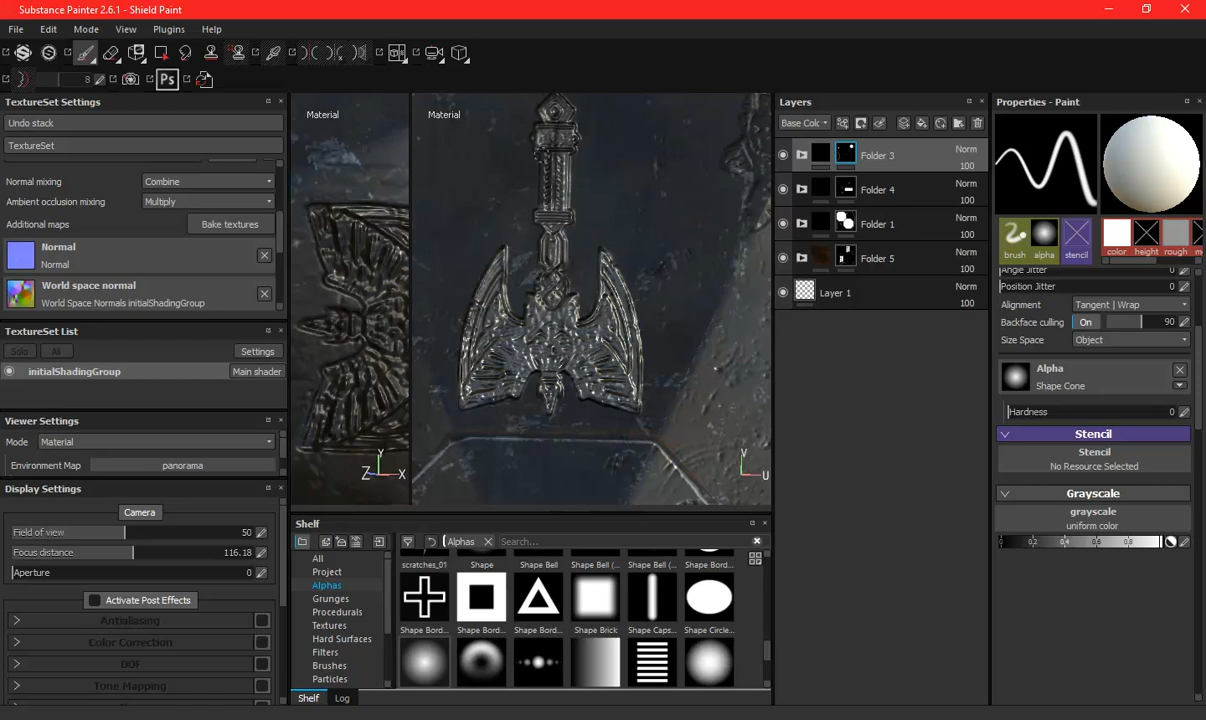 Substance Painter 2.6.1 - Shield Paint
File Edit Mode View Plugins Help
8
Ps
TextureSet Settings
Undo stack
TextureSet
Normal mixing Combine
Ambient occlusion mixing Multiply
Additional maps Bake textures
Normal
Normal
World space normal
World Space Normals initialShadingGroup
TextureSet List
Solo All Settings
initialShadingGroup Main shader
Viewer Settings
Mode Material
Environment Map panorama
Display Settings
Camera
Field of view 50
Focus distance 116.18
Aperture 0
Activate Post Effects
Antialiasing
Color Correction
DOF
Tone Mapping
Material
Y
Z X
Material
V
U
Shelf
Alphas Search...
All
Project
Alphas
Grunges
Procedurals
Textures
Hard Surfaces
Filters
Brushes
Particles
scratches_01 Shape Shape Bell Shape Bell (... Shape Bell (... Shape Bord...
Shape Bord... Shape Bord... Shape Bord... Shape Brick Shape Caps... Shape Circle...
Shelf Log
Layers
Base Colc
Folder 3 Norm
100
Folder 4 Norm
100
Folder 1 Norm
100
Folder 5 Norm
100
Layer 1 Norm
100
Properties - Paint
brush alpha stencil color height rough m
Angle Jitter 0
Position Jitter 0
Alignment Tangent | Wrap
Backface culling On 90
Size Space Object
Alpha
Shape Cone
Hardness 0
Stencil
Stencil
No Resource Selected
Grayscale
grayscale
uniform color
0 0.2 0.4 0.6 0.8